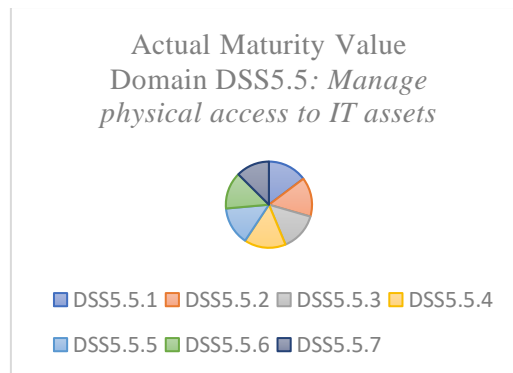 Actual Maturity Value
Domain DSS5.5: Manage
physical access to IT assets
DSS5.5.1 DSS5.5.2 DSS5.5.3 DSS5.5.4
DSS5.5.5 DSS5.5.6 DSS5.5.7